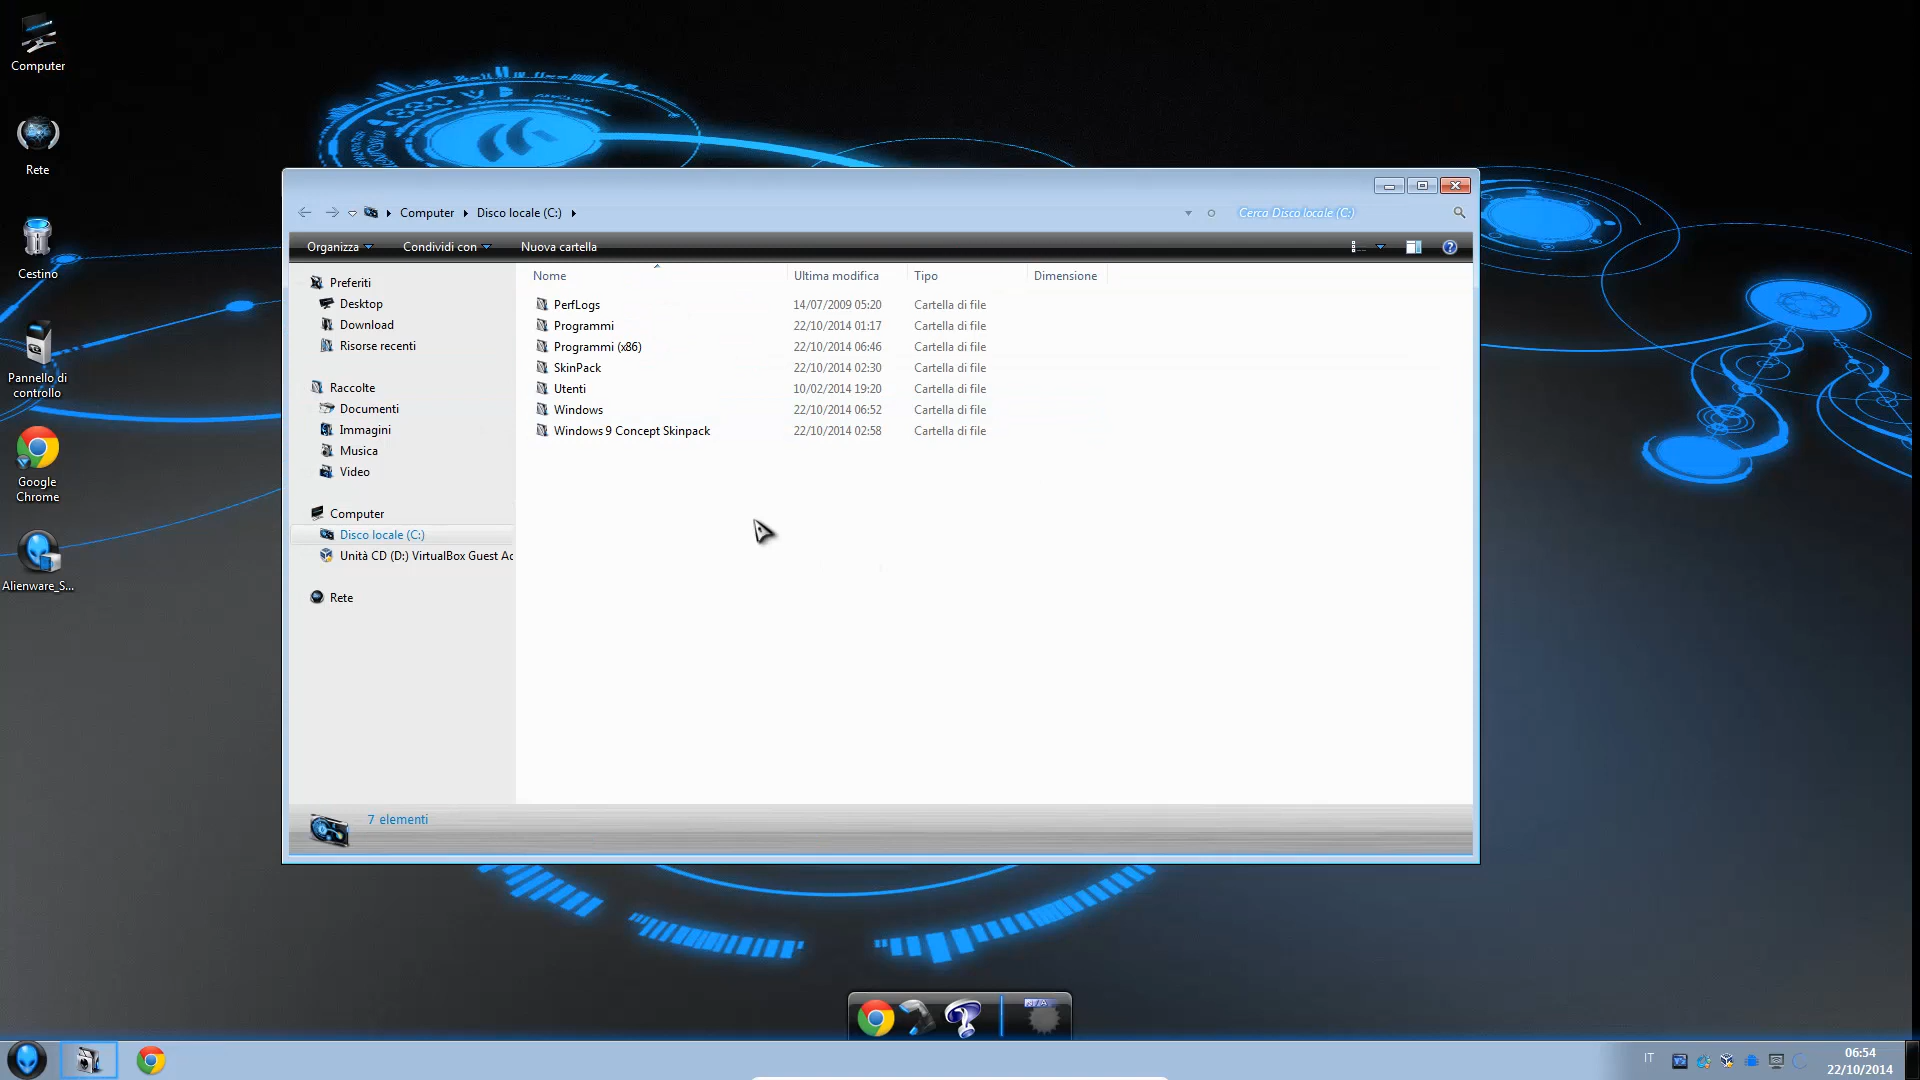 Computer
Rete
Cestino
Pannello di
controllo
Google
Chrome
Alienware_S...
Computer
Disco locale (C:)
Cerca Disco locale (C:)
Organizza
Condividi con
Nuova cartella
Nome
Ultima modifica
Tipo
Dimensione
Preferiti
Desktop
Download
Risorse recenti
Raccolte
Documenti
Immagini
Musica
Video
Computer
Disco locale (C:)
Unità CD (D:) VirtualBox Guest Ac
Rete
PerfLogs 14/07/2009 05:20 Cartella di file
Programmi 22/10/2014 01:17 Cartella di file
Programmi (x86) 22/10/2014 06:46 Cartella di file
SkinPack 22/10/2014 02:30 Cartella di file
Utenti 10/02/2014 19:20 Cartella di file
Windows 22/10/2014 06:52 Cartella di file
Windows 9 Concept Skinpack 22/10/2014 02:58 Cartella di file
7 elementi
IT
06:54
22/10/2014